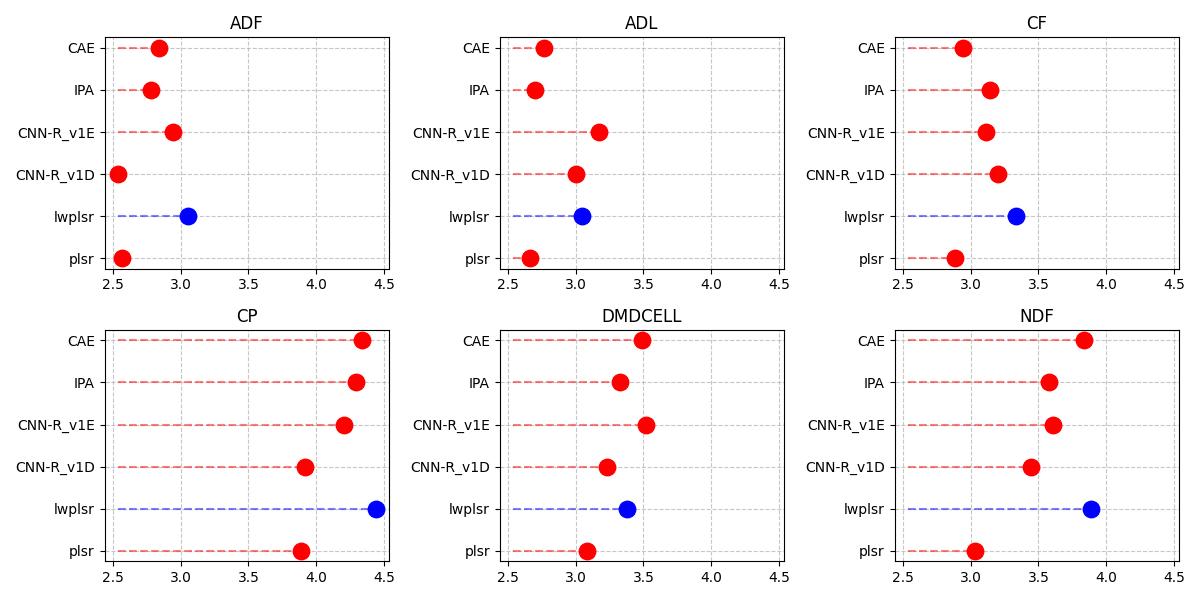 ADF
CAE
IPA
CNN-R_v1E
CNN-R_v1D
lwplsr
plsr
2.5 3.0 3.5 4.0 4.5
ADL
CAE
IPA
CNN-R_v1E
CNN-R_v1D
lwplsr
plsr
2.5 3.0 3.5 4.0 4.5
CF
CAE
IPA
CNN-R_v1E
CNN-R_v1D
lwplsr
plsr
2.5 3.0 3.5 4.0 4.5
CP
CAE
IPA
CNN-R_v1E
CNN-R_v1D
lwplsr
plsr
2.5 3.0 3.5 4.0 4.5
DMDCELL
CAE
IPA
CNN-R_v1E
CNN-R_v1D
lwplsr
plsr
2.5 3.0 3.5 4.0 4.5
NDF
CAE
IPA
CNN-R_v1E
CNN-R_v1D
lwplsr
plsr
2.5 3.0 3.5 4.0 4.5